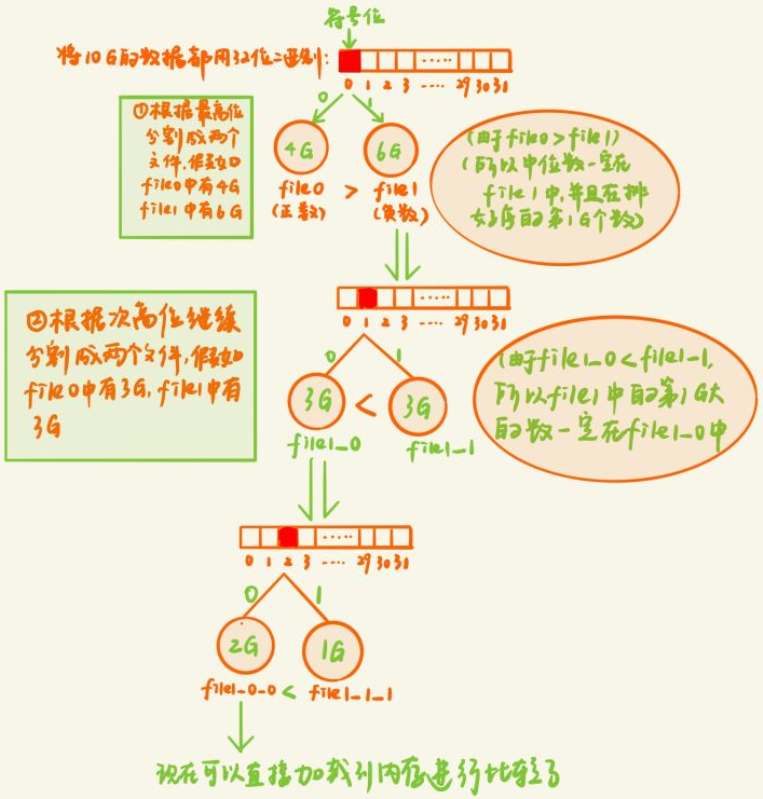 符号位
将10G的数据都用32位二进制:
.....
0 1 2 3 ---- 29 30 31
0 1
①根据最高位
分割成两个
文件,假如
file0中有4G
file1中有6G
4G 6G
file0 > file1
(正数) (负数)
(由于file0>file1)
(所以中位数一定在
file1中,并且在排
好序的第1G个数)
.....
0 1 2 3 ---- 29 30 31
②根据次高位继续
分割成两个文件,假如
file0中有3G,file1中有
3G
0 1
3G < 3G
file1_0 file1_1
(由于file1_0<file1_1,
所以file1中的第1G大
的数一定在file1_0中
.....
0 1 2 3 ---- 29 30 31
0 1
2G 1G
file1_0_0 < file1_1_1
现在可以直接加载到内存进行比较了